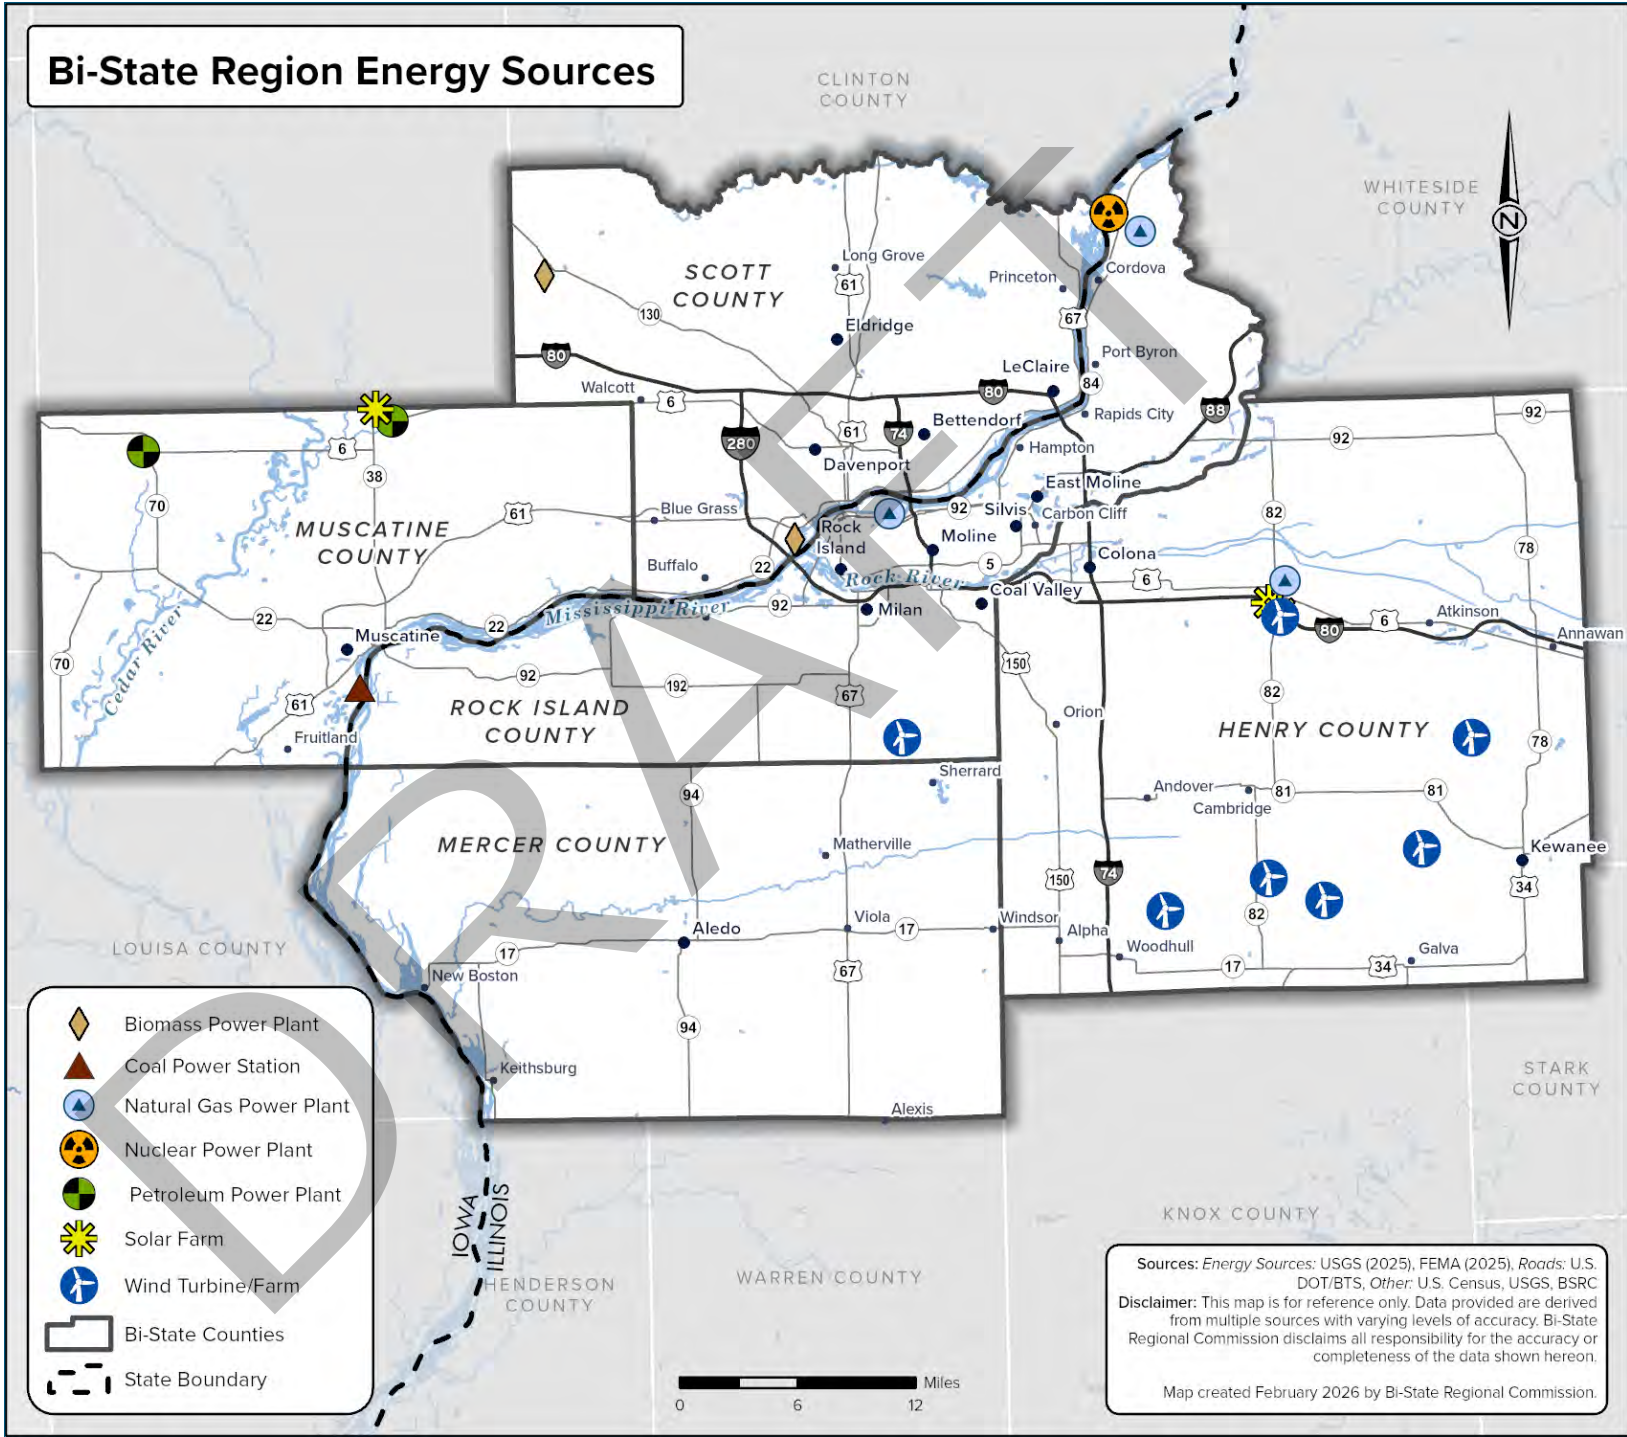 Bi-State Region Energy Sources
CLINTON
COUNTY
WHITESIDE
COUNTY
N
SCOTT
COUNTY
Long Grove
61
Princeton
Cordova
130
Eldridge
67
80
Walcott
6
LeClaire
Port Byron
84
80
Rapids City
88
92
92
280
61
74
Bettendorf
Davenport
Hampton
6
38
70
61
MUSCATINE
COUNTY
Blue Grass
Buffalo
22
Rock
Island
92
Silvis
East Moline
Carbon Cliff
Moline
5
Colona
82
78
6
Rock River
Coal Valley
Milan
92
Mississippi River
22
22
Muscatine
Cedar River
70
61
Fruitland
92
192
67
150
ROCK ISLAND
COUNTY
80
6
Atkinson
Annawan
82
Orion
HENRY COUNTY
78
Sherrard
94
Andover
Cambridge
81
81
MERCER COUNTY
Matherville
Kewanee
34
150
74
82
Aledo
Viola
17
Windsor
Alpha
Woodhull
17
34
Galva
17
New Boston
67
94
Keithsburg
Alexis
LOUISA COUNTY
STARK
COUNTY
KNOX COUNTY
WARREN COUNTY
HENDERSON
COUNTY
IOWA
ILLINOIS
DRAFT
Biomass Power Plant
Coal Power Station
Natural Gas Power Plant
Nuclear Power Plant
Petroleum Power Plant
Solar Farm
Wind Turbine/Farm
Bi-State Counties
State Boundary
Miles
0 6 12
Sources: Energy Sources: USGS (2025), FEMA (2025), Roads: U.S.
DOT/BTS, Other: U.S. Census, USGS, BSRC
Disclaimer: This map is for reference only. Data provided are derived
from multiple sources with varying levels of accuracy. Bi-State
Regional Commission disclaims all responsibility for the accuracy or
completeness of the data shown hereon.
Map created February 2026 by Bi-State Regional Commission.